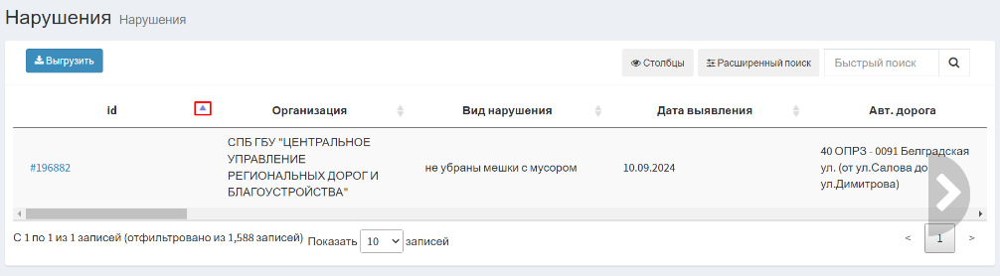 Нарушения Нарушения
Выгрузить
Столбцы
Расширенный поиск
Быстрый поиск
id
Организация
Вид нарушения
Дата выявления
Авт. дорога
#196882
СПБ ГБУ "ЦЕНТРАЛЬНОЕ
УПРАВЛЕНИЕ
РЕГИОНАЛЬНЫХ ДОРОГ И
БЛАГОУСТРОЙСТВА"
не убраны мешки с мусором
10.09.2024
40 ОПРЗ - 0091 Белградская
ул. (от ул.Салова до
ул.Димитрова)
С 1 по 1 из 1 записей (отфильтровано из 1,588 записей) Показать 10 записей
< 1 >